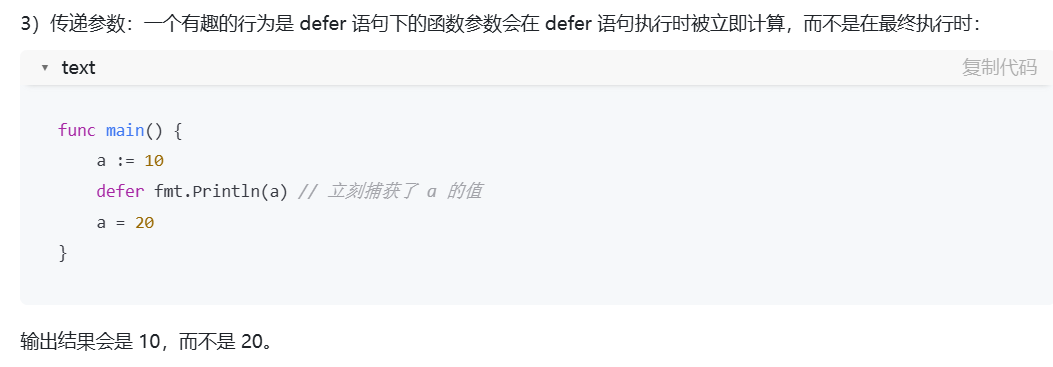 3）传递参数：一个有趣的行为是 defer 语句下的函数参数会在 defer 语句执行时被立即计算，而不是在最终执行时：
text
复制代码
func main() {
    a := 10
    defer fmt.Println(a) // 立刻捕获了 a 的值
    a = 20
}
输出结果会是 10，而不是 20。